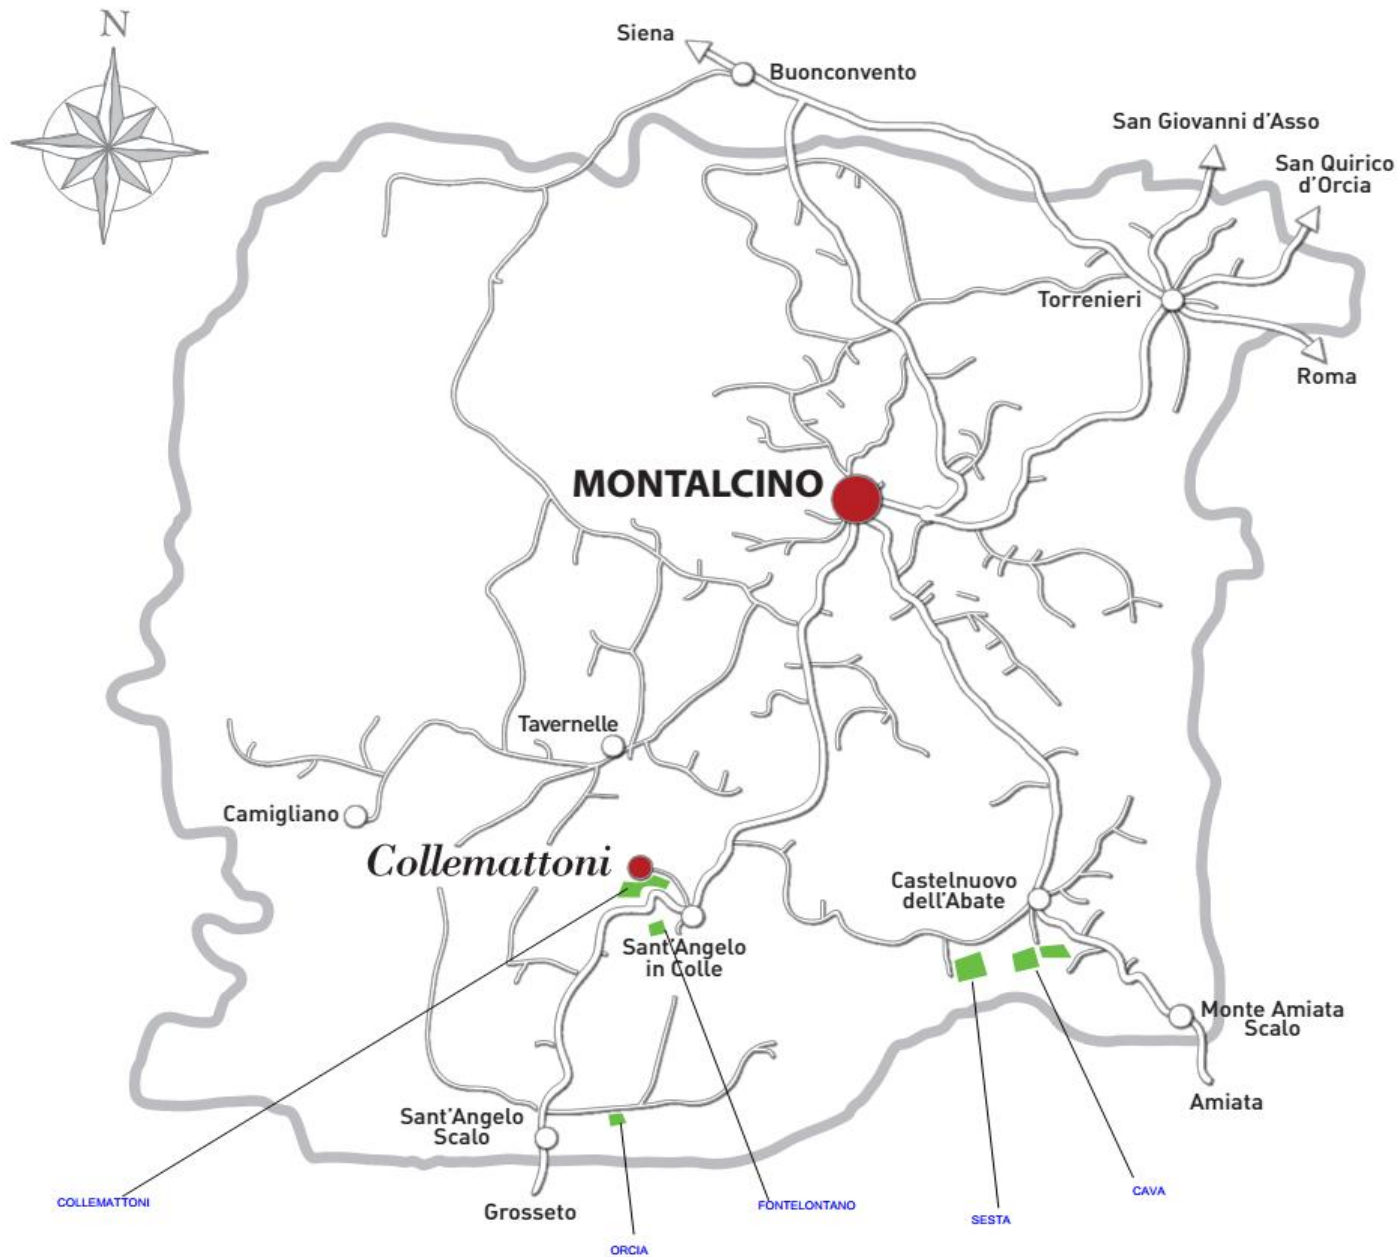 N
Siena
Buonconvento
San Giovanni d'Asso
San Quirico
d'Orcia
Torrenieri
Roma
MONTALCINO
Tavernelle
Camigliano
Collemattoni
Castelnuovo
dell'Abate
Sant'Angelo
in Colle
Monte Amiata
Scalo
Amiata
Sant'Angelo
Scalo
Grosseto
COLLEMATTONI
ORCIA
FONTELONTANO
SESTA
CAVA